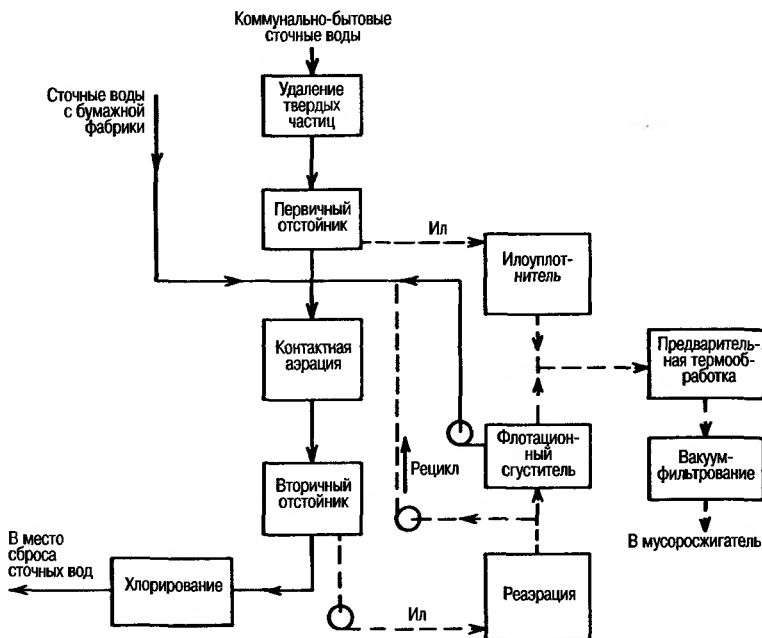 Коммунально-бытовые
сточные воды
Удаление
твердых
частиц
Сточные воды
с бумажной
фабрики
Первичный
отстойник
Ил
Илоуплот-
нитель
Контактная
аэрация
Предваритель-
ная термооб-
работка
Флотацион-
ный
сгуститель
Рецикл
Вторичный
отстойник
Вакуум-
фильтрование
В мусоросжигатель
В место
сброса
сточных вод
Хлорирование
Ил
Реаэрация